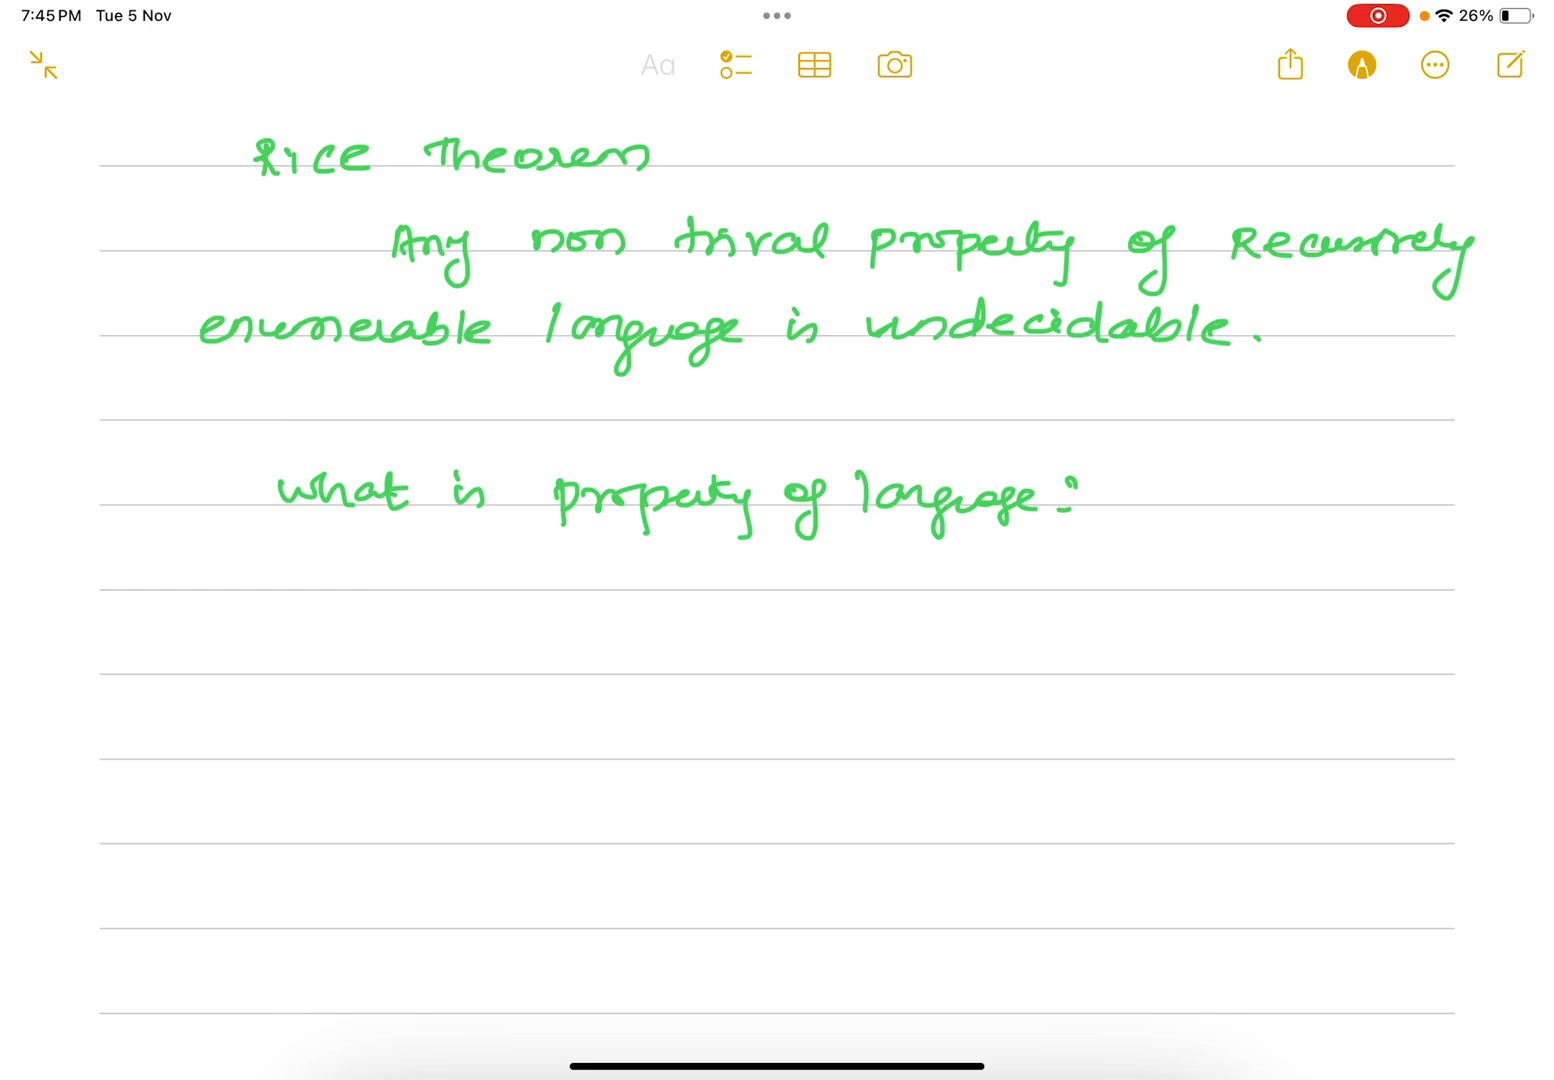 7:45 PM Tue 5 Nov
26%
Aa
Rice Theorem
Any non trival property of Recursively
enumerable language is undecidable.
what is property of language: